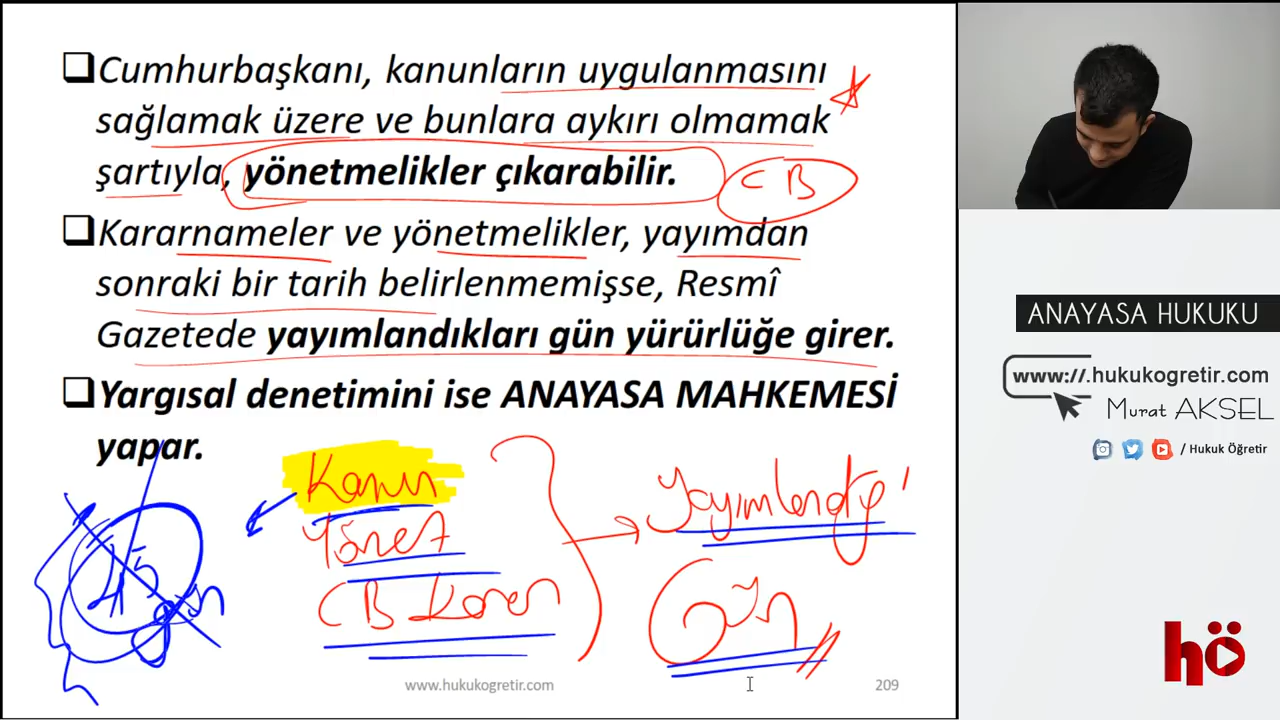 Cumhurbaşkanı, kanunların uygulanmasını
sağlamak üzere ve bunlara aykırı olmamak
şartıyla, yönetmelikler çıkarabilir.
CB
Kararnameler ve yönetmelikler, yayımdan
sonraki bir tarih belirlenmemişse, Resmî
Gazetede yayımlandıkları gün yürürlüğe girer.
Yargısal denetimini ise ANAYASA MAHKEMESİ
yapar.
Kanun
Yönet
CB Karar
Yayımlandığı
Gün
45
gün
www.hukukogretir.com
209
ANAYASA HUKUKU
www://.hukukogretir.com
Murat AKSEL
/ Hukuk Öğretir
hö